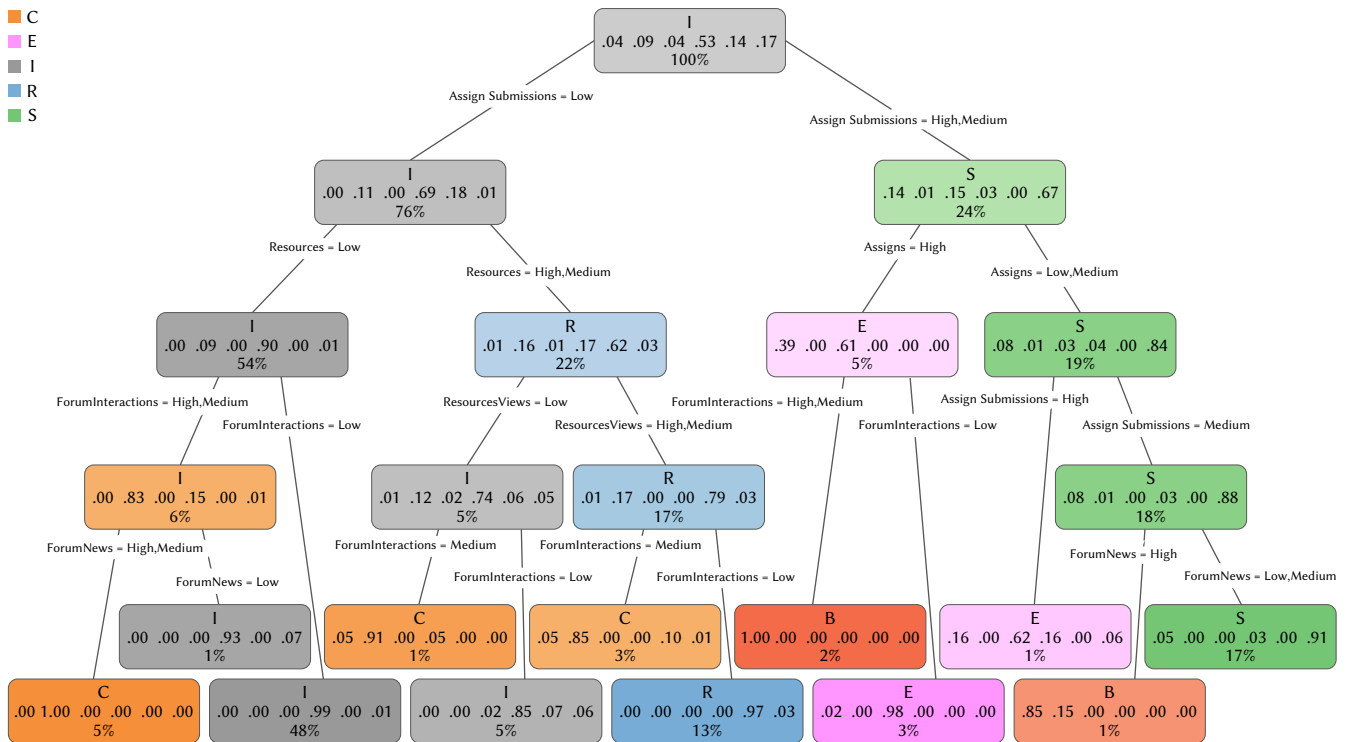 C
E
I
R
S
I
.04 .09 .04 .53 .14 .17
100%
Assign Submissions = Low
Assign Submissions = High,Medium
I
.00 .11 .00 .69 .18 .01
76%
S
.14 .01 .15 .03 .00 .67
24%
Resources = Low
Resources = High,Medium
Assigns = High
Assigns = Low,Medium
I
.00 .09 .00 .90 .00 .01
54%
R
.01 .16 .01 .17 .62 .03
22%
E
.39 .00 .61 .00 .00 .00
5%
S
.08 .01 .03 .04 .00 .84
19%
ForumInteractions = High,Medium
ForumInteractions = Low
ResourcesViews = Low
ResourcesViews = High,Medium
ForumInteractions = High,Medium
ForumInteractions = Low
Assign Submissions = High
Assign Submissions = Medium
I
.00 .83 .00 .15 .00 .01
6%
I
.01 .12 .02 .74 .06 .05
5%
R
.01 .17 .00 .00 .79 .03
17%
S
.08 .01 .00 .03 .00 .88
18%
ForumNews = High,Medium
ForumNews = Low
ForumInteractions = Medium
ForumInteractions = Low
ForumInteractions = Medium
ForumInteractions = Low
ForumNews = High
ForumNews = Low,Medium
I
.00 .00 .00 .93 .00 .07
1%
C
.05 .91 .00 .05 .00 .00
1%
C
.05 .85 .00 .00 .10 .01
3%
B
1.00 .00 .00 .00 .00 .00
2%
E
.16 .00 .62 .16 .00 .06
1%
S
.05 .00 .00 .03 .00 .91
17%
C
.00 1.00 .00 .00 .00 .00
5%
I
.00 .00 .00 .99 .00 .01
48%
I
.00 .00 .02 .85 .07 .06
5%
R
.00 .00 .00 .00 .97 .03
13%
E
.02 .00 .98 .00 .00 .00
3%
B
.85 .15 .00 .00 .00 .00
1%